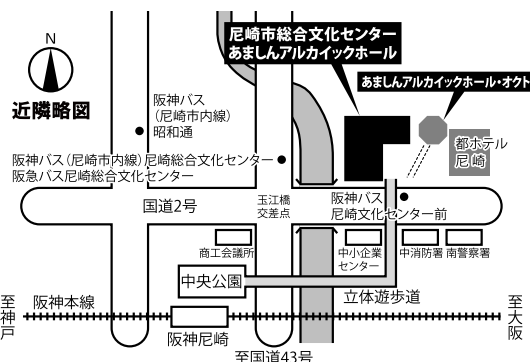 尼崎市総合文化センター
あましんアルカイックホール
N
あましんアルカイックホール・オクト
近隣略図
阪神バス
（尼崎市内線）
昭和通
都ホテル
尼崎
阪神バス（尼崎市内線）尼崎総合文化センター
阪急バス尼崎総合文化センター
国道2号
玉江橋
交差点
阪神バス
尼崎文化センター前
商工会議所
中小企業
センター
中消防署
南警察署
中央公園
立体遊歩道
至神戸
阪神本線
至大阪
阪神尼崎
至国道43号